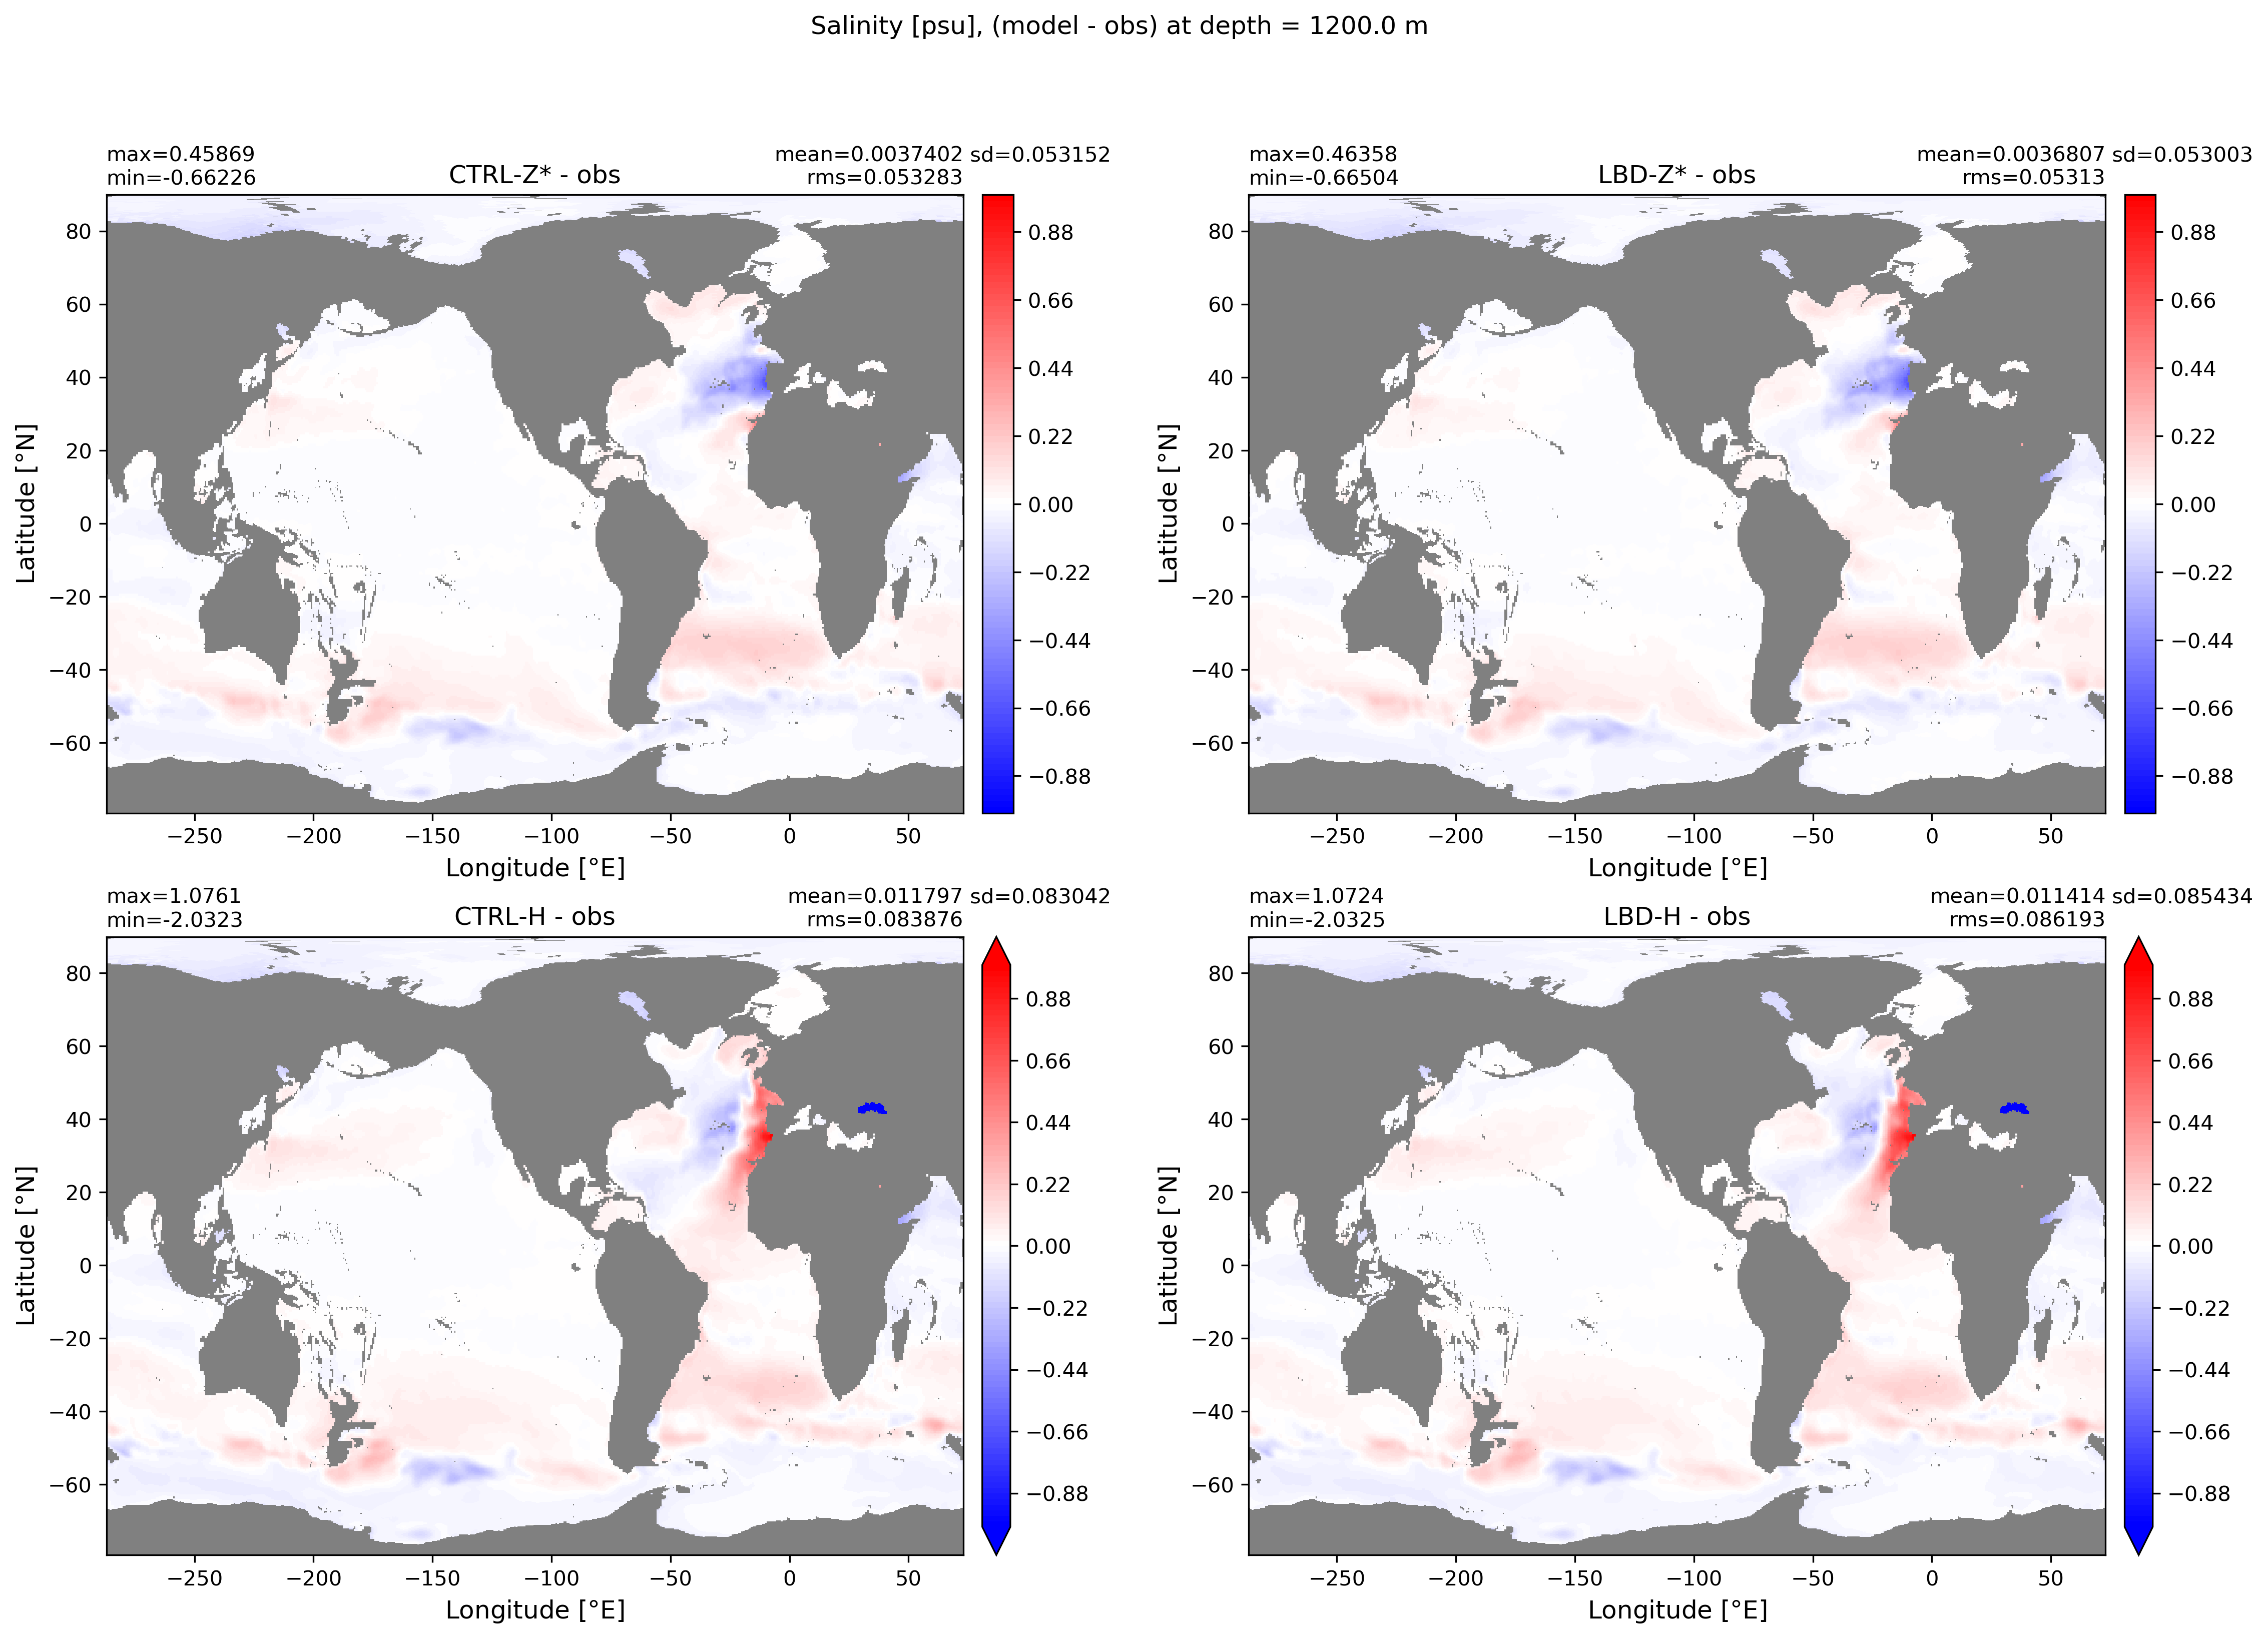 Salinity [psu], (model - obs) at depth = 1200.0 m
max=0.45869
min=-0.66226
CTRL-Z* - obs
mean=0.0037402 sd=0.053152
rms=0.053283
80
60
40
20
0
−20
−40
−60
Latitude [°N]
−250 −200 −150 −100 −50 0 50
Longitude [°E]
0.88
0.66
0.44
0.22
0.00
−0.22
−0.44
−0.66
−0.88
max=0.46358
min=-0.66504
LBD-Z* - obs
mean=0.0036807 sd=0.053003
rms=0.05313
80
60
40
20
0
−20
−40
−60
Latitude [°N]
−250 −200 −150 −100 −50 0 50
Longitude [°E]
0.88
0.66
0.44
0.22
0.00
−0.22
−0.44
−0.66
−0.88
max=1.0761
min=-2.0323
CTRL-H - obs
mean=0.011797 sd=0.083042
rms=0.083876
80
60
40
20
0
−20
−40
−60
Latitude [°N]
−250 −200 −150 −100 −50 0 50
Longitude [°E]
0.88
0.66
0.44
0.22
0.00
−0.22
−0.44
−0.66
−0.88
max=1.0724
min=-2.0325
LBD-H - obs
mean=0.011414 sd=0.085434
rms=0.086193
80
60
40
20
0
−20
−40
−60
Latitude [°N]
−250 −200 −150 −100 −50 0 50
Longitude [°E]
0.88
0.66
0.44
0.22
0.00
−0.22
−0.44
−0.66
−0.88